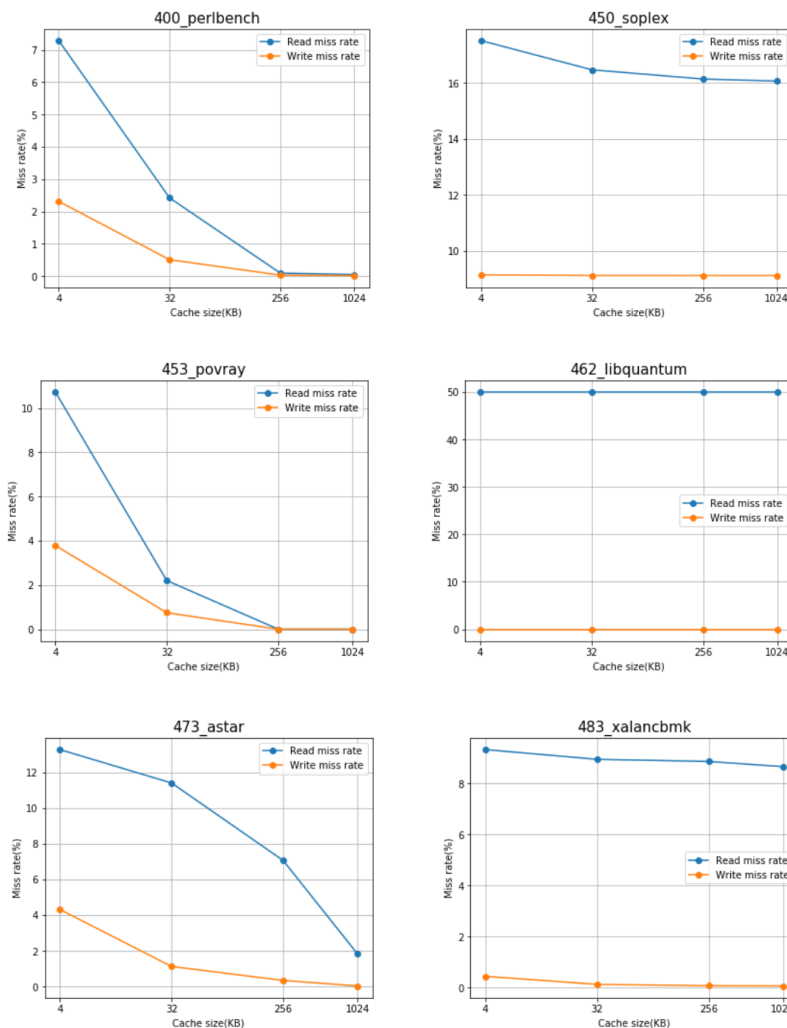 400_perlbench
Read miss rate
Write miss rate
7
6
5
4
3
2
1
0
Miss rate(%)
4 32 256 1024
Cache size(KB)
450_soplex
Read miss rate
Write miss rate
16
14
12
10
Miss rate(%)
4 32 256 1024
Cache size(KB)
453_povray
Read miss rate
Write miss rate
10
8
6
4
2
0
Miss rate(%)
4 32 256 1024
Cache size(KB)
462_libquantum
50
40
30
20
10
0
Read miss rate
Write miss rate
Miss rate(%)
4 32 256 1024
Cache size(KB)
473_astar
Read miss rate
Write miss rate
12
10
8
6
4
2
0
Miss rate(%)
4 32 256 1024
Cache size(KB)
483_xalancbmk
8
6
4
2
0
Read miss rate
Write miss rate
Miss rate(%)
4 32 256 1024
Cache size(KB)